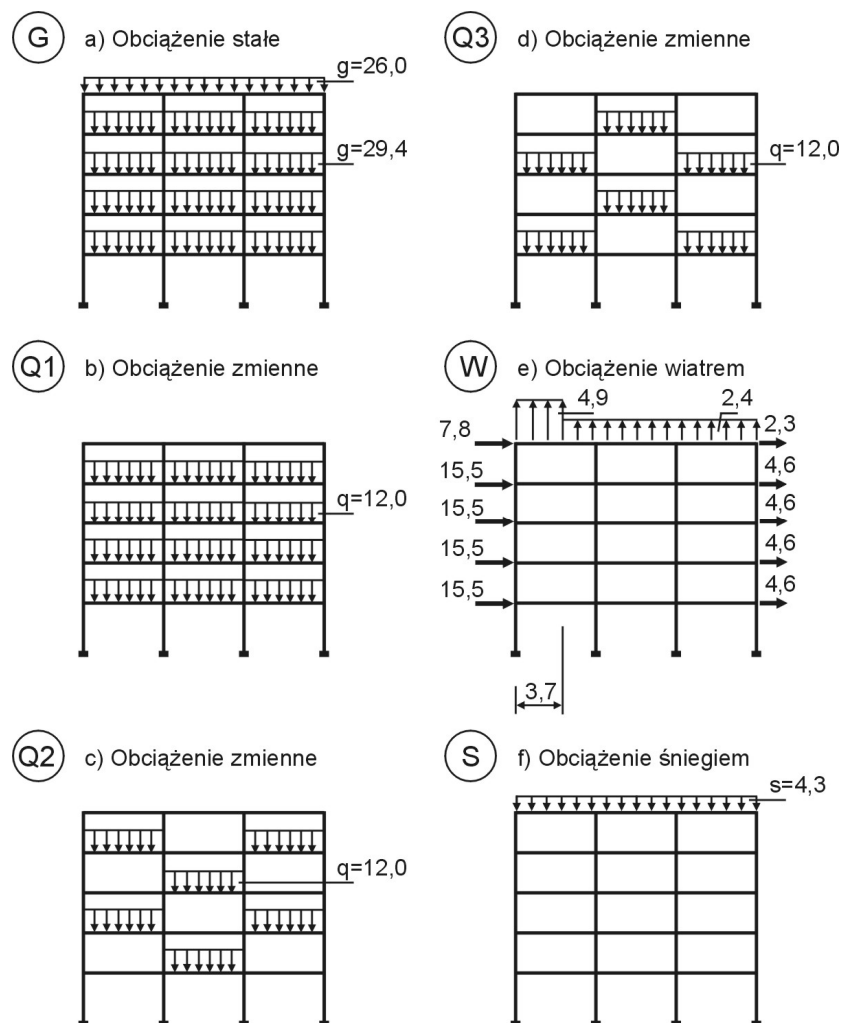 G a) Obciążenie stałe
g=26,0
g=29,4
Q3 d) Obciążenie zmienne
q=12,0
Q1 b) Obciążenie zmienne
q=12,0
W e) Obciążenie wiatrem
4,9 2,4
7,8 2,3
15,5 4,6
15,5 4,6
15,5 4,6
15,5 4,6
3,7
Q2 c) Obciążenie zmienne
q=12,0
S f) Obciążenie śniegiem
s=4,3